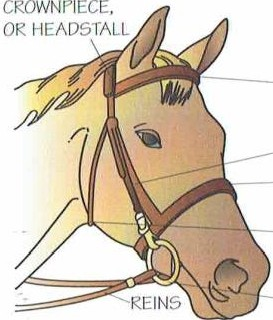 CROWNPIECE,
OR HEADSTALL
REINS